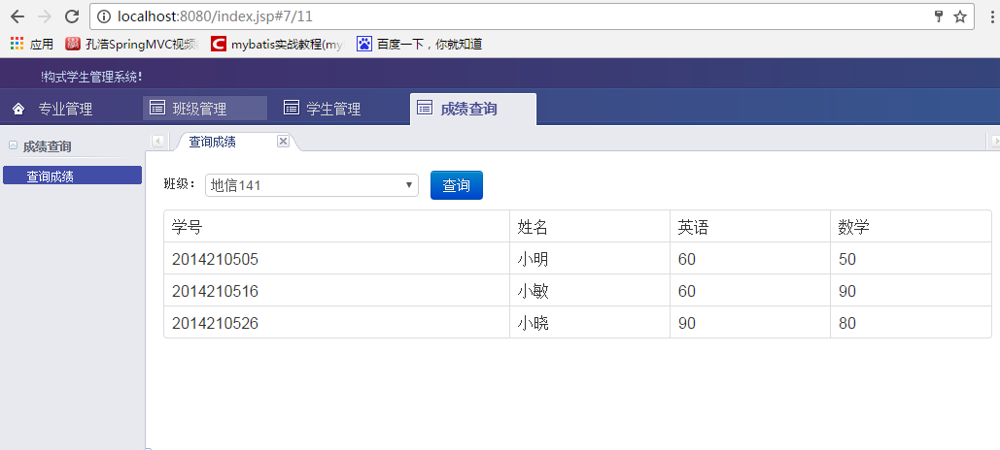 localhost:8080/index.jsp#7/11
应用 孔浩SpringMVC视频 mybatis实战教程(my 百度一下，你就知道
构式学生管理系统!
专业管理 班级管理 学生管理 成绩查询
成绩查询 查询成绩
查询成绩
班级： 地信141 查询
学号 姓名 英语 数学
2014210505 小明 60 50
2014210516 小敏 60 90
2014210526 小晓 90 80